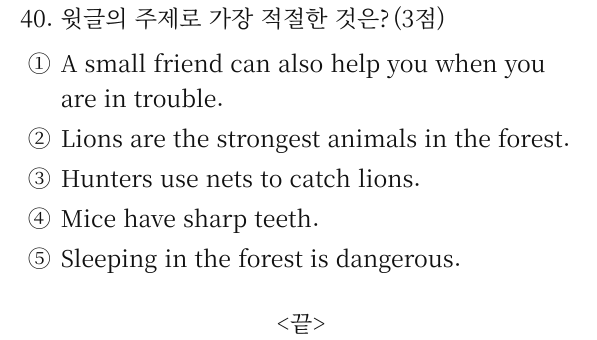 40. 윗글의 주제로 가장 적절한 것은?(3점)
① A small friend can also help you when you
are in trouble.
② Lions are the strongest animals in the forest.
③ Hunters use nets to catch lions.
④ Mice have sharp teeth.
⑤ Sleeping in the forest is dangerous.
<끝>